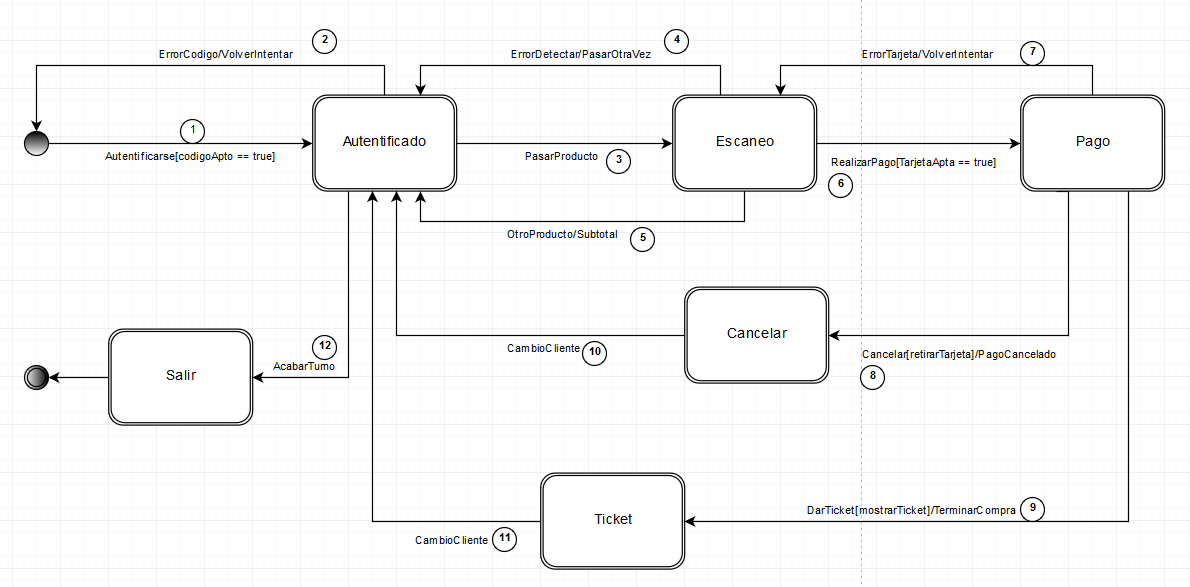 2
ErrorCodigo/VolverIntentar
4
ErrorDetectar/PasarOtraVez
7
ErrorTarjeta/VolverIntentar
1
Autentificarse[codigoApto == true]
Autentificado
PasarProducto
3
Escaneo
RealizarPago[TarjetaApta == true]
6
Pago
OtroProducto/Subtotal
5
Cancelar
CambioCliente
10
Cancelar[retirarTarjeta]/PagoCancelado
8
12
AcabarTurno
Salir
Ticket
CambioCliente
11
DarTicket[mostrarTicket]/TerminarCompra
9